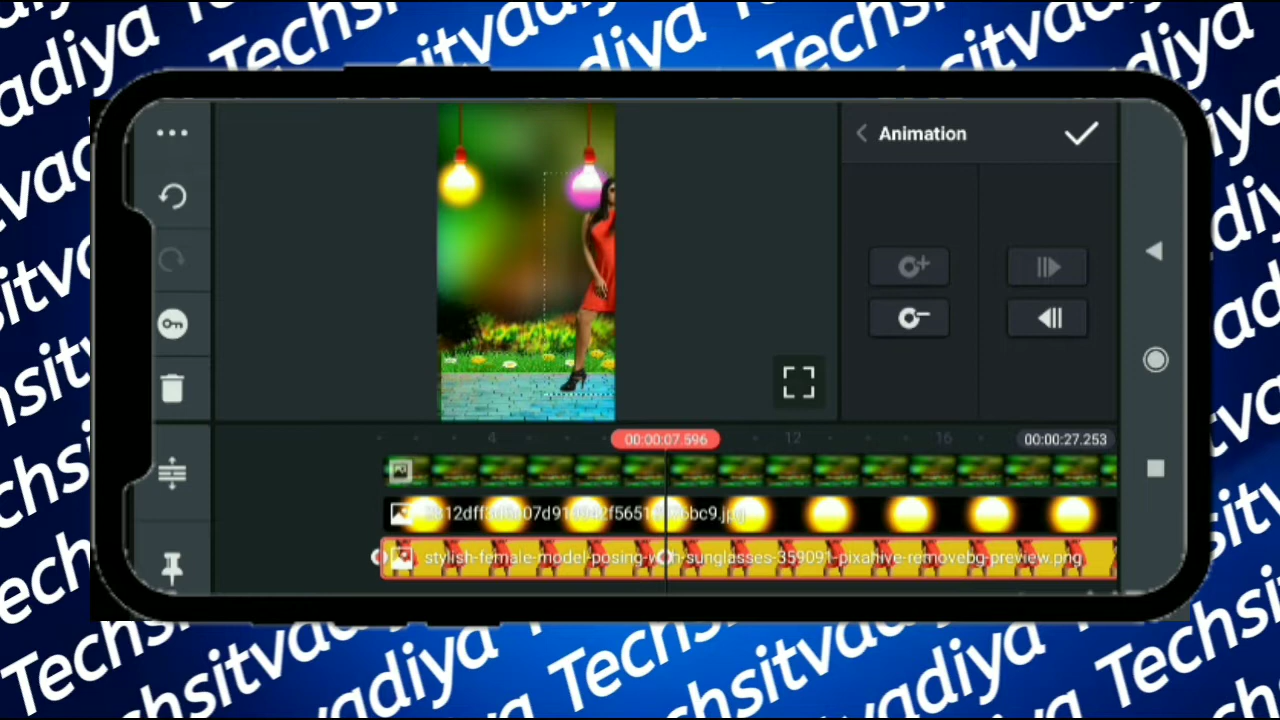 Techsitvadiya
Animation
4
00:00:07.596
12
16
00:00:27.253
stylish-female-model-posing-with-sunglasses-359091-pixahive-removebg-preview.png